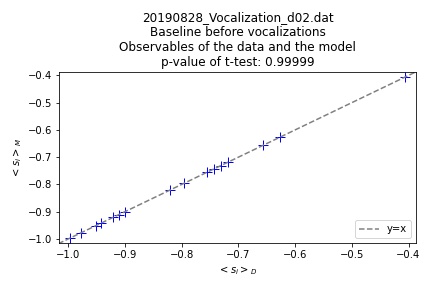 20190828_Vocalization_d02.dat
Baseline before vocalizations
Observables of the data and the model
p-value of t-test: 0.99999
−0.4
−0.5
−0.6
−0.7
−0.8
−0.9
−1.0
< s_i >_M
y=x
−1.0 −0.9 −0.8 −0.7 −0.6 −0.5 −0.4
< s_i >_D